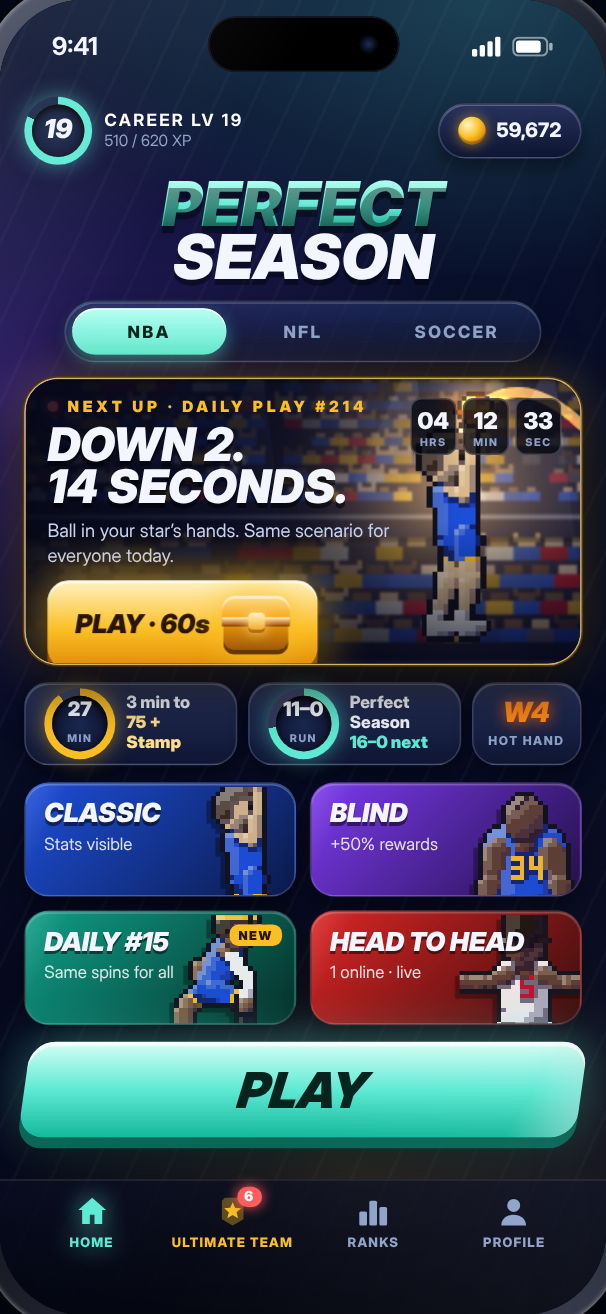 9:41
19
CAREER LV 19
510 / 620 XP
59,672
PERFECT
SEASON
NBA
NFL
SOCCER
NEXT UP · DAILY PLAY #214
04
HRS
12
MIN
33
SEC
DOWN 2.
14 SECONDS.
Ball in your star's hands. Same scenario for
everyone today.
PLAY · 60s
27
MIN
3 min to
75 +
Stamp
11–0
RUN
Perfect
Season
16–0 next
W4
HOT HAND
CLASSIC
Stats visible
BLIND
+50% rewards
34
DAILY #15
Same spins for all
NEW
HEAD TO HEAD
1 online · live
5
PLAY
HOME
6
ULTIMATE TEAM
RANKS
PROFILE